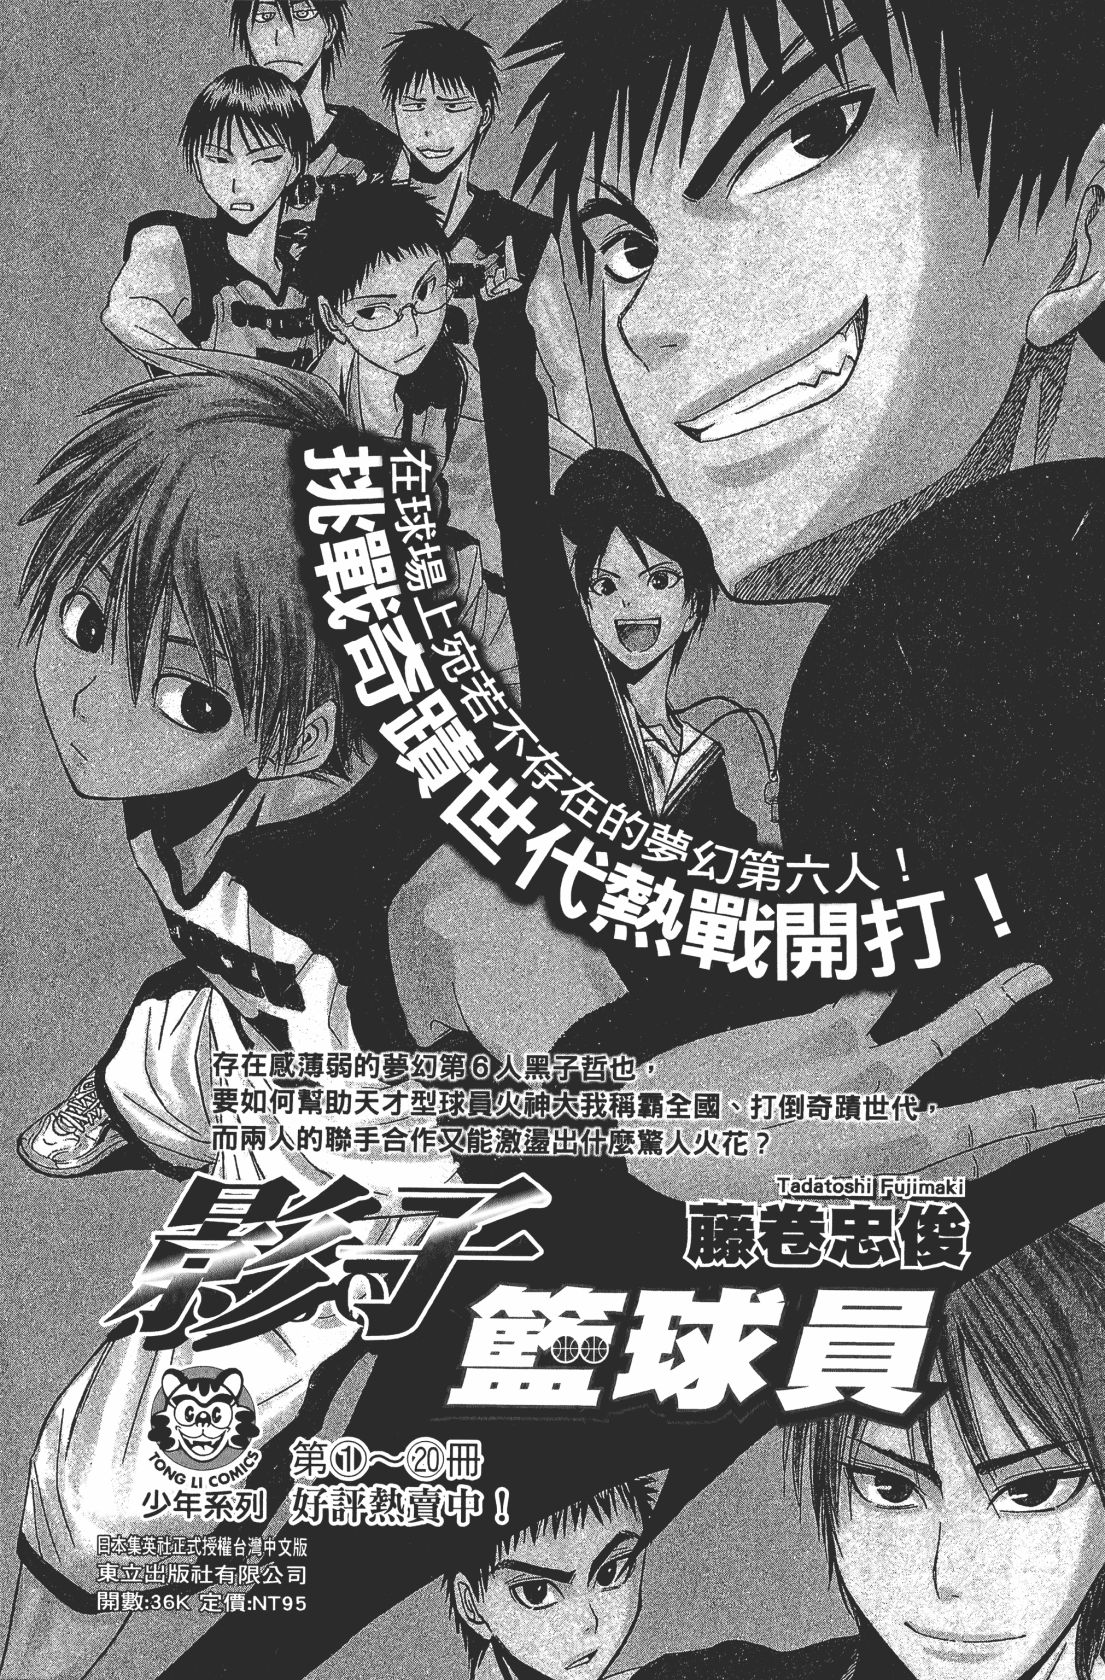 在球場上宛若不存在的夢幻第六人！
挑戰奇蹟世代熱戰開打！
存在感薄弱的夢幻第6人黑子哲也，
要如何幫助天才型球員火神大我稱霸全國、打倒奇蹟世代，
而兩人的聯手合作又能激盪出什麼驚人火花？
Tadatoshi Fujimaki
藤卷忠俊
影子
籃球員
TONG LI COMICS
少年系列
第①～⑳冊
好評熱賣中！
日本集英社正式授權台灣中文版
東立出版社有限公司
開數:36K 定價:NT95